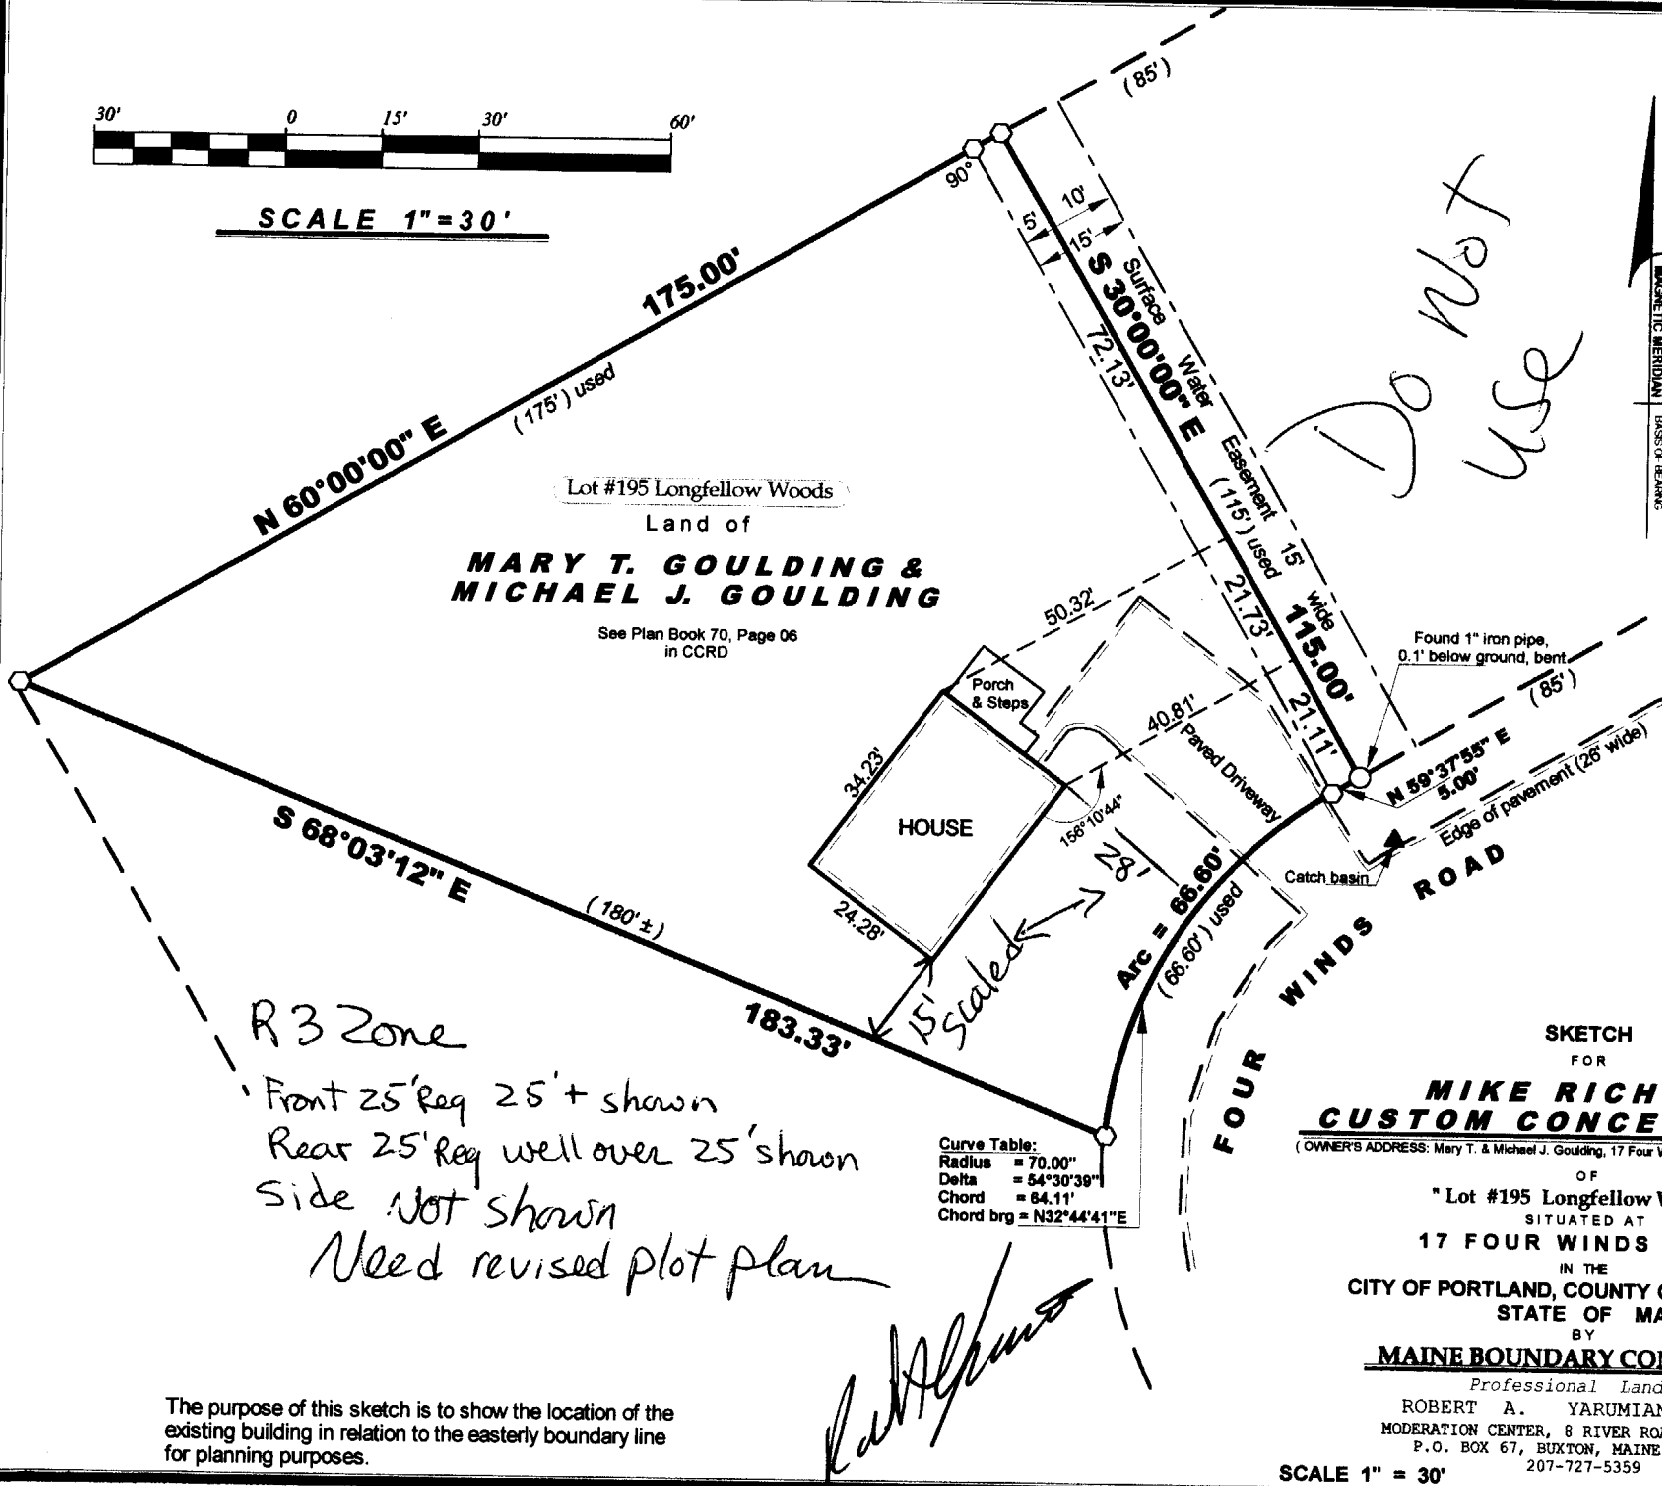 30' 0 15' 30' 60'
SCALE 1"=30'
(85')
90°
5'
10'
15'
175.00'
(175') used
N 60°00'00" E
S 30°00'00" E
72.13'
Surface Water Easement 15' wide
(115') used
115.00'
21.73'
21.11'
Do Not
Use
MAGNETIC MERIDIAN
BASIS OF BEARING
Lot #195 Longfellow Woods
Land of
MARY T. GOULDING &
MICHAEL J. GOULDING
See Plan Book 70, Page 06
in CCRD
50.32'
Found 1" iron pipe,
0.1' below ground, bent
(85')
Porch
& Steps
40.81'
Paved Driveway
34.23'
HOUSE
24.28'
156°10'44"
28'
Scaled
15'
scaled
N 59°37'55" E
5.00'
Edge of pavement (26' wide)
Catch basin
FOUR WINDS ROAD
Arc = 66.60'
(66.60') used
S 68°03'12" E
(180'±)
183.33'
R3 Zone
Front 25' Req 25'+ shown
Rear 25' Req well over 25' shown
Side Not shown
Need revised plot plan
Curve Table:
Radius = 70.00"
Delta = 54°30'39"
Chord = 64.11'
Chord brg = N32°44'41"E
SKETCH
FOR
MIKE RICH
CUSTOM CONCE
( OWNER'S ADDRESS: Mary T. & Michael J. Goulding, 17 Four W
OF
"Lot #195 Longfellow W
SITUATED AT
17 FOUR WINDS
IN THE
CITY OF PORTLAND, COUNTY
STATE OF MA
BY
MAINE BOUNDARY CON
Professional Land
ROBERT A. YARUMIAN
MODERATION CENTER, 8 RIVER ROA
P.O. BOX 67, BUXTON, MAINE
207-727-5359
SCALE 1" = 30'
The purpose of this sketch is to show the location of the
existing building in relation to the easterly boundary line
for planning purposes.